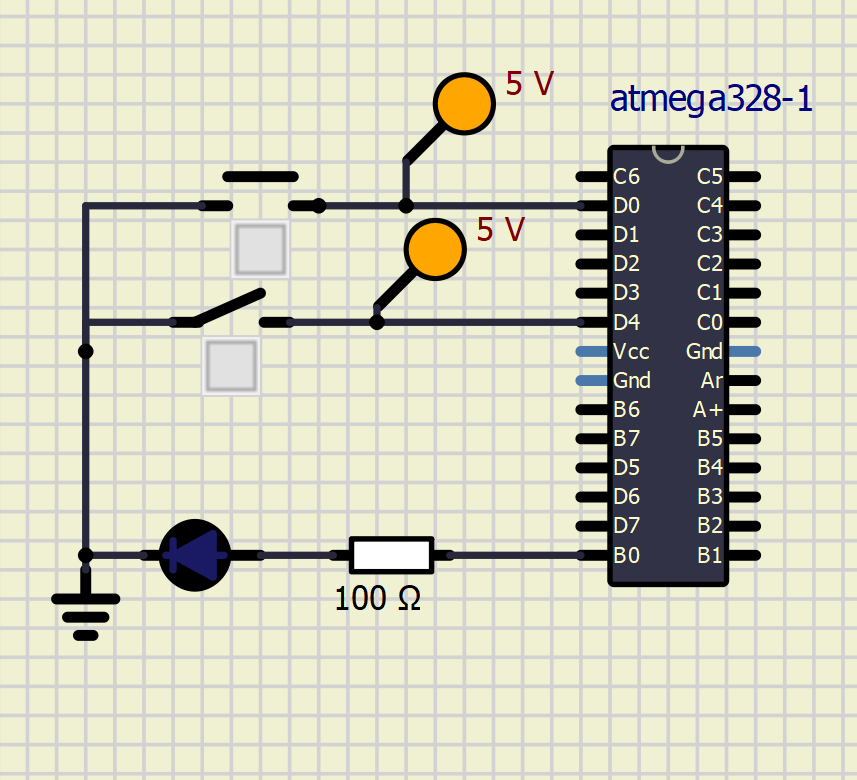 5 V
atmega328-1
5 V
C6 C5
D0 C4
D1 C3
D2 C2
D3 C1
D4 C0
Vcc Gnd
Gnd Ar
B6 A+
B7 B5
D5 B4
D6 B3
D7 B2
B0 B1
100 Ω